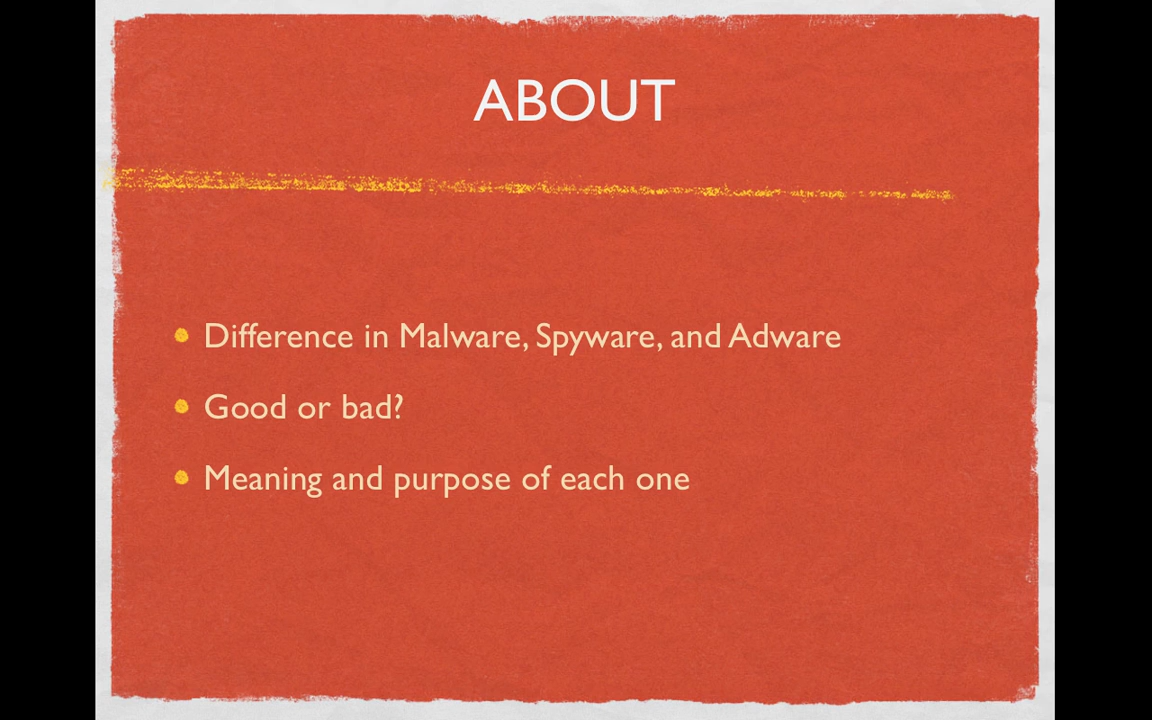 ABOUT
Difference in Malware, Spyware, and Adware
Good or bad?
Meaning and purpose of each one